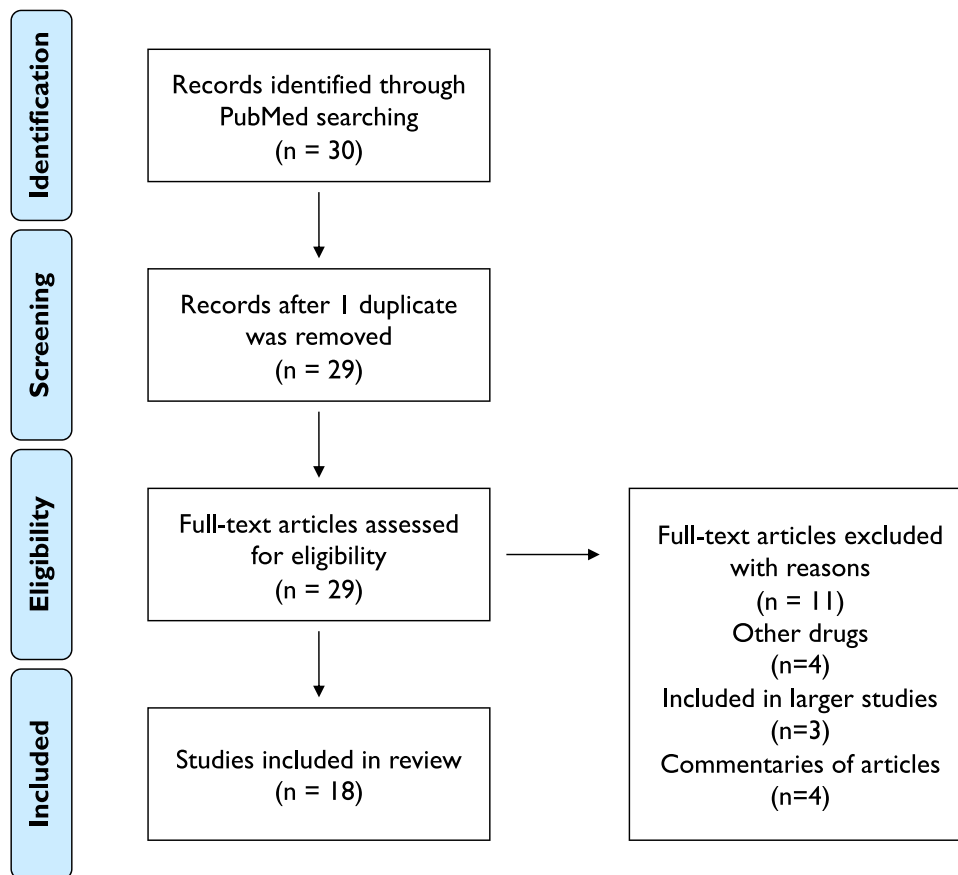 Identification
Records identified through
PubMed searching
(n = 30)
Screening
Records after 1 duplicate
was removed
(n = 29)
Eligibility
Full-text articles assessed
for eligibility
(n = 29)
Full-text articles excluded
with reasons
(n = 11)
Other drugs
(n=4)
Included in larger studies
(n=3)
Commentaries of articles
(n=4)
Included
Studies included in review
(n = 18)